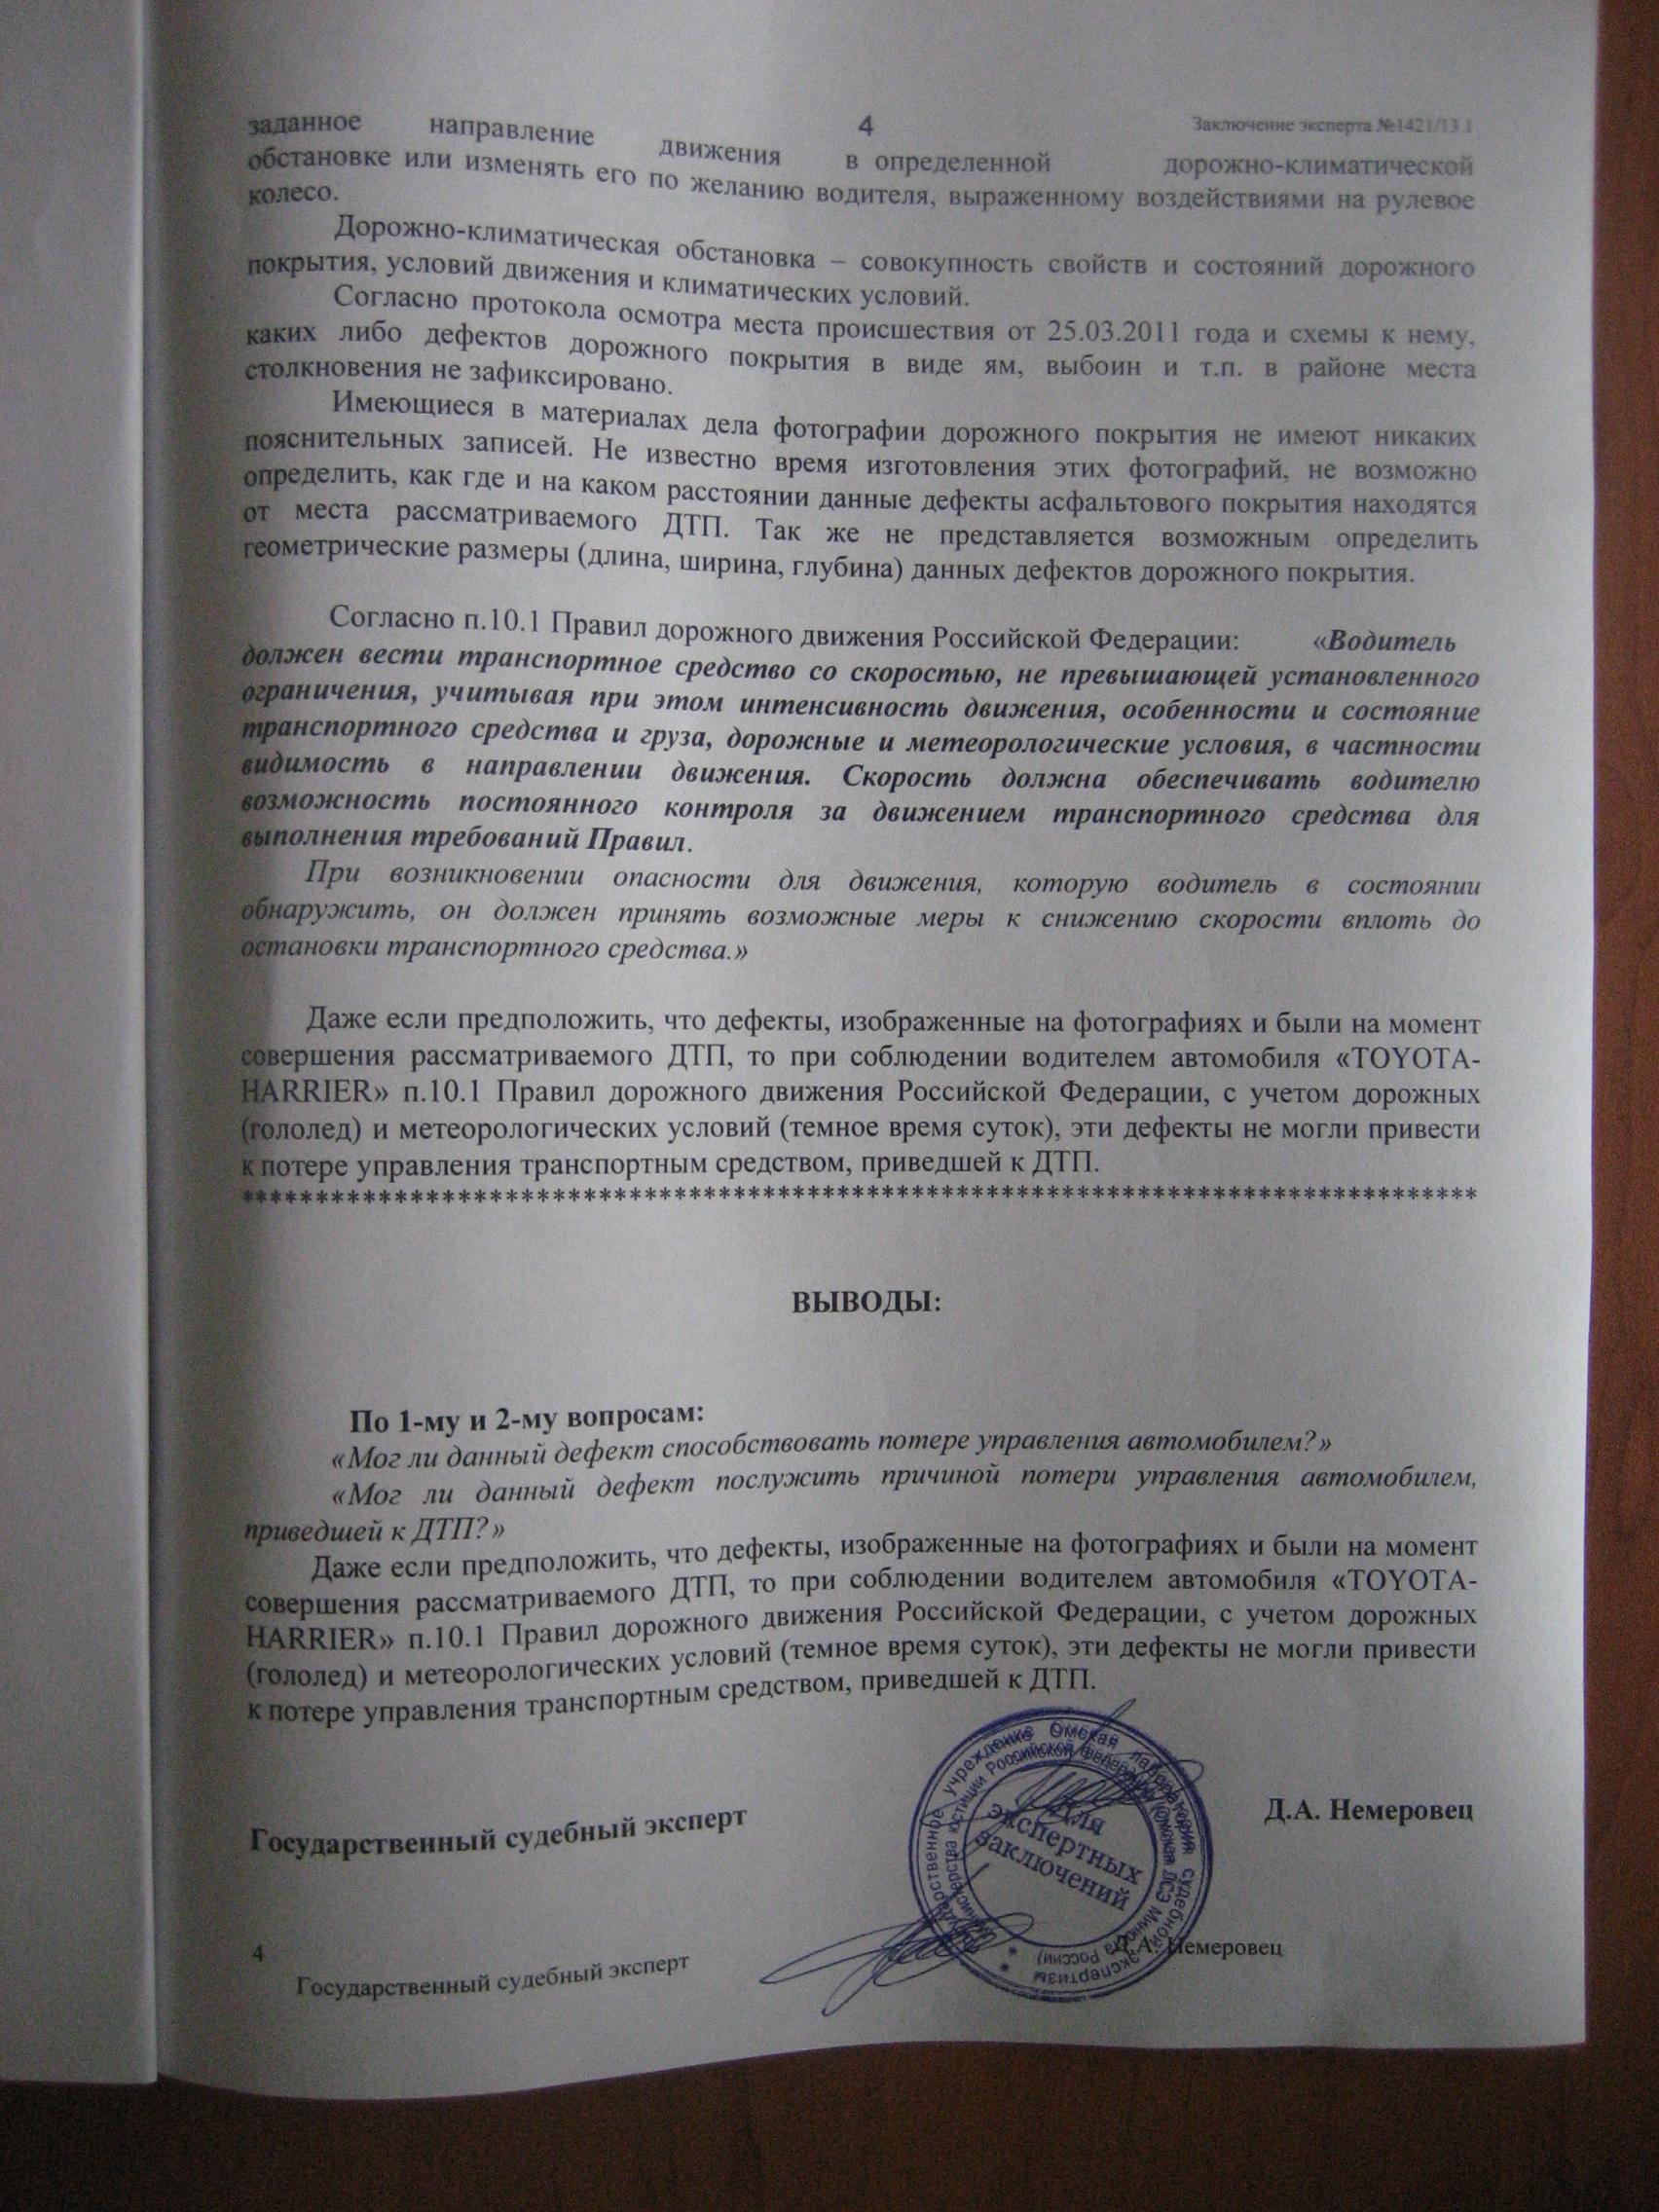 4
Заключение эксперта №1421/13.1
заданное направление движения в определенной дорожно-климатической
обстановке или изменять его по желанию водителя, выраженному воздействиями на рулевое
колесо.
Дорожно-климатическая обстановка – совокупность свойств и состояний дорожного
покрытия, условий движения и климатических условий.
Согласно протокола осмотра места происшествия от 25.03.2011 года и схемы к нему,
каких либо дефектов дорожного покрытия в виде ям, выбоин и т.п. в районе места
столкновения не зафиксировано.
Имеющиеся в материалах дела фотографии дорожного покрытия не имеют никаких
пояснительных записей. Не известно время изготовления этих фотографий, не возможно
определить, как где и на каком расстоянии данные дефекты асфальтового покрытия находятся
от места рассматриваемого ДТП. Так же не представляется возможным определить
геометрические размеры (длина, ширина, глубина) данных дефектов дорожного покрытия.
Согласно п.10.1 Правил дорожного движения Российской Федерации: «Водитель
должен вести транспортное средство со скоростью, не превышающей установленного
ограничения, учитывая при этом интенсивность движения, особенности и состояние
транспортного средства и груза, дорожные и метеорологические условия, в частности
видимость в направлении движения. Скорость должна обеспечивать водителю
возможность постоянного контроля за движением транспортного средства для
выполнения требований Правил.
При возникновении опасности для движения, которую водитель в состоянии
обнаружить, он должен принять возможные меры к снижению скорости вплоть до
остановки транспортного средства.»
Даже если предположить, что дефекты, изображенные на фотографиях и были на момент
совершения рассматриваемого ДТП, то при соблюдении водителем автомобиля «TOYOTA-
HARRIER» п.10.1 Правил дорожного движения Российской Федерации, с учетом дорожных
(гололед) и метеорологических условий (темное время суток), эти дефекты не могли привести
к потере управления транспортным средством, приведшей к ДТП.
**********************************************************************************
ВЫВОДЫ:
По 1-му и 2-му вопросам:
«Мог ли данный дефект способствовать потере управления автомобилем?»
«Мог ли данный дефект послужить причиной потери управления автомобилем,
приведшей к ДТП?»
Даже если предположить, что дефекты, изображенные на фотографиях и были на момент
совершения рассматриваемого ДТП, то при соблюдении водителем автомобиля «TOYOTA-
HARRIER» п.10.1 Правил дорожного движения Российской Федерации, с учетом дорожных
(гололед) и метеорологических условий (темное время суток), эти дефекты не могли привести
к потере управления транспортным средством, приведшей к ДТП.
Государственный судебный эксперт Д.А. Немеровец
учреждение Омская лаборатория судебной экспертизы
юстиции Российской Федерации (Омская ЛСЭ Минюста России)
Для
экспертных
заключений
4
Государственный судебный эксперт Д.А. Немеровец